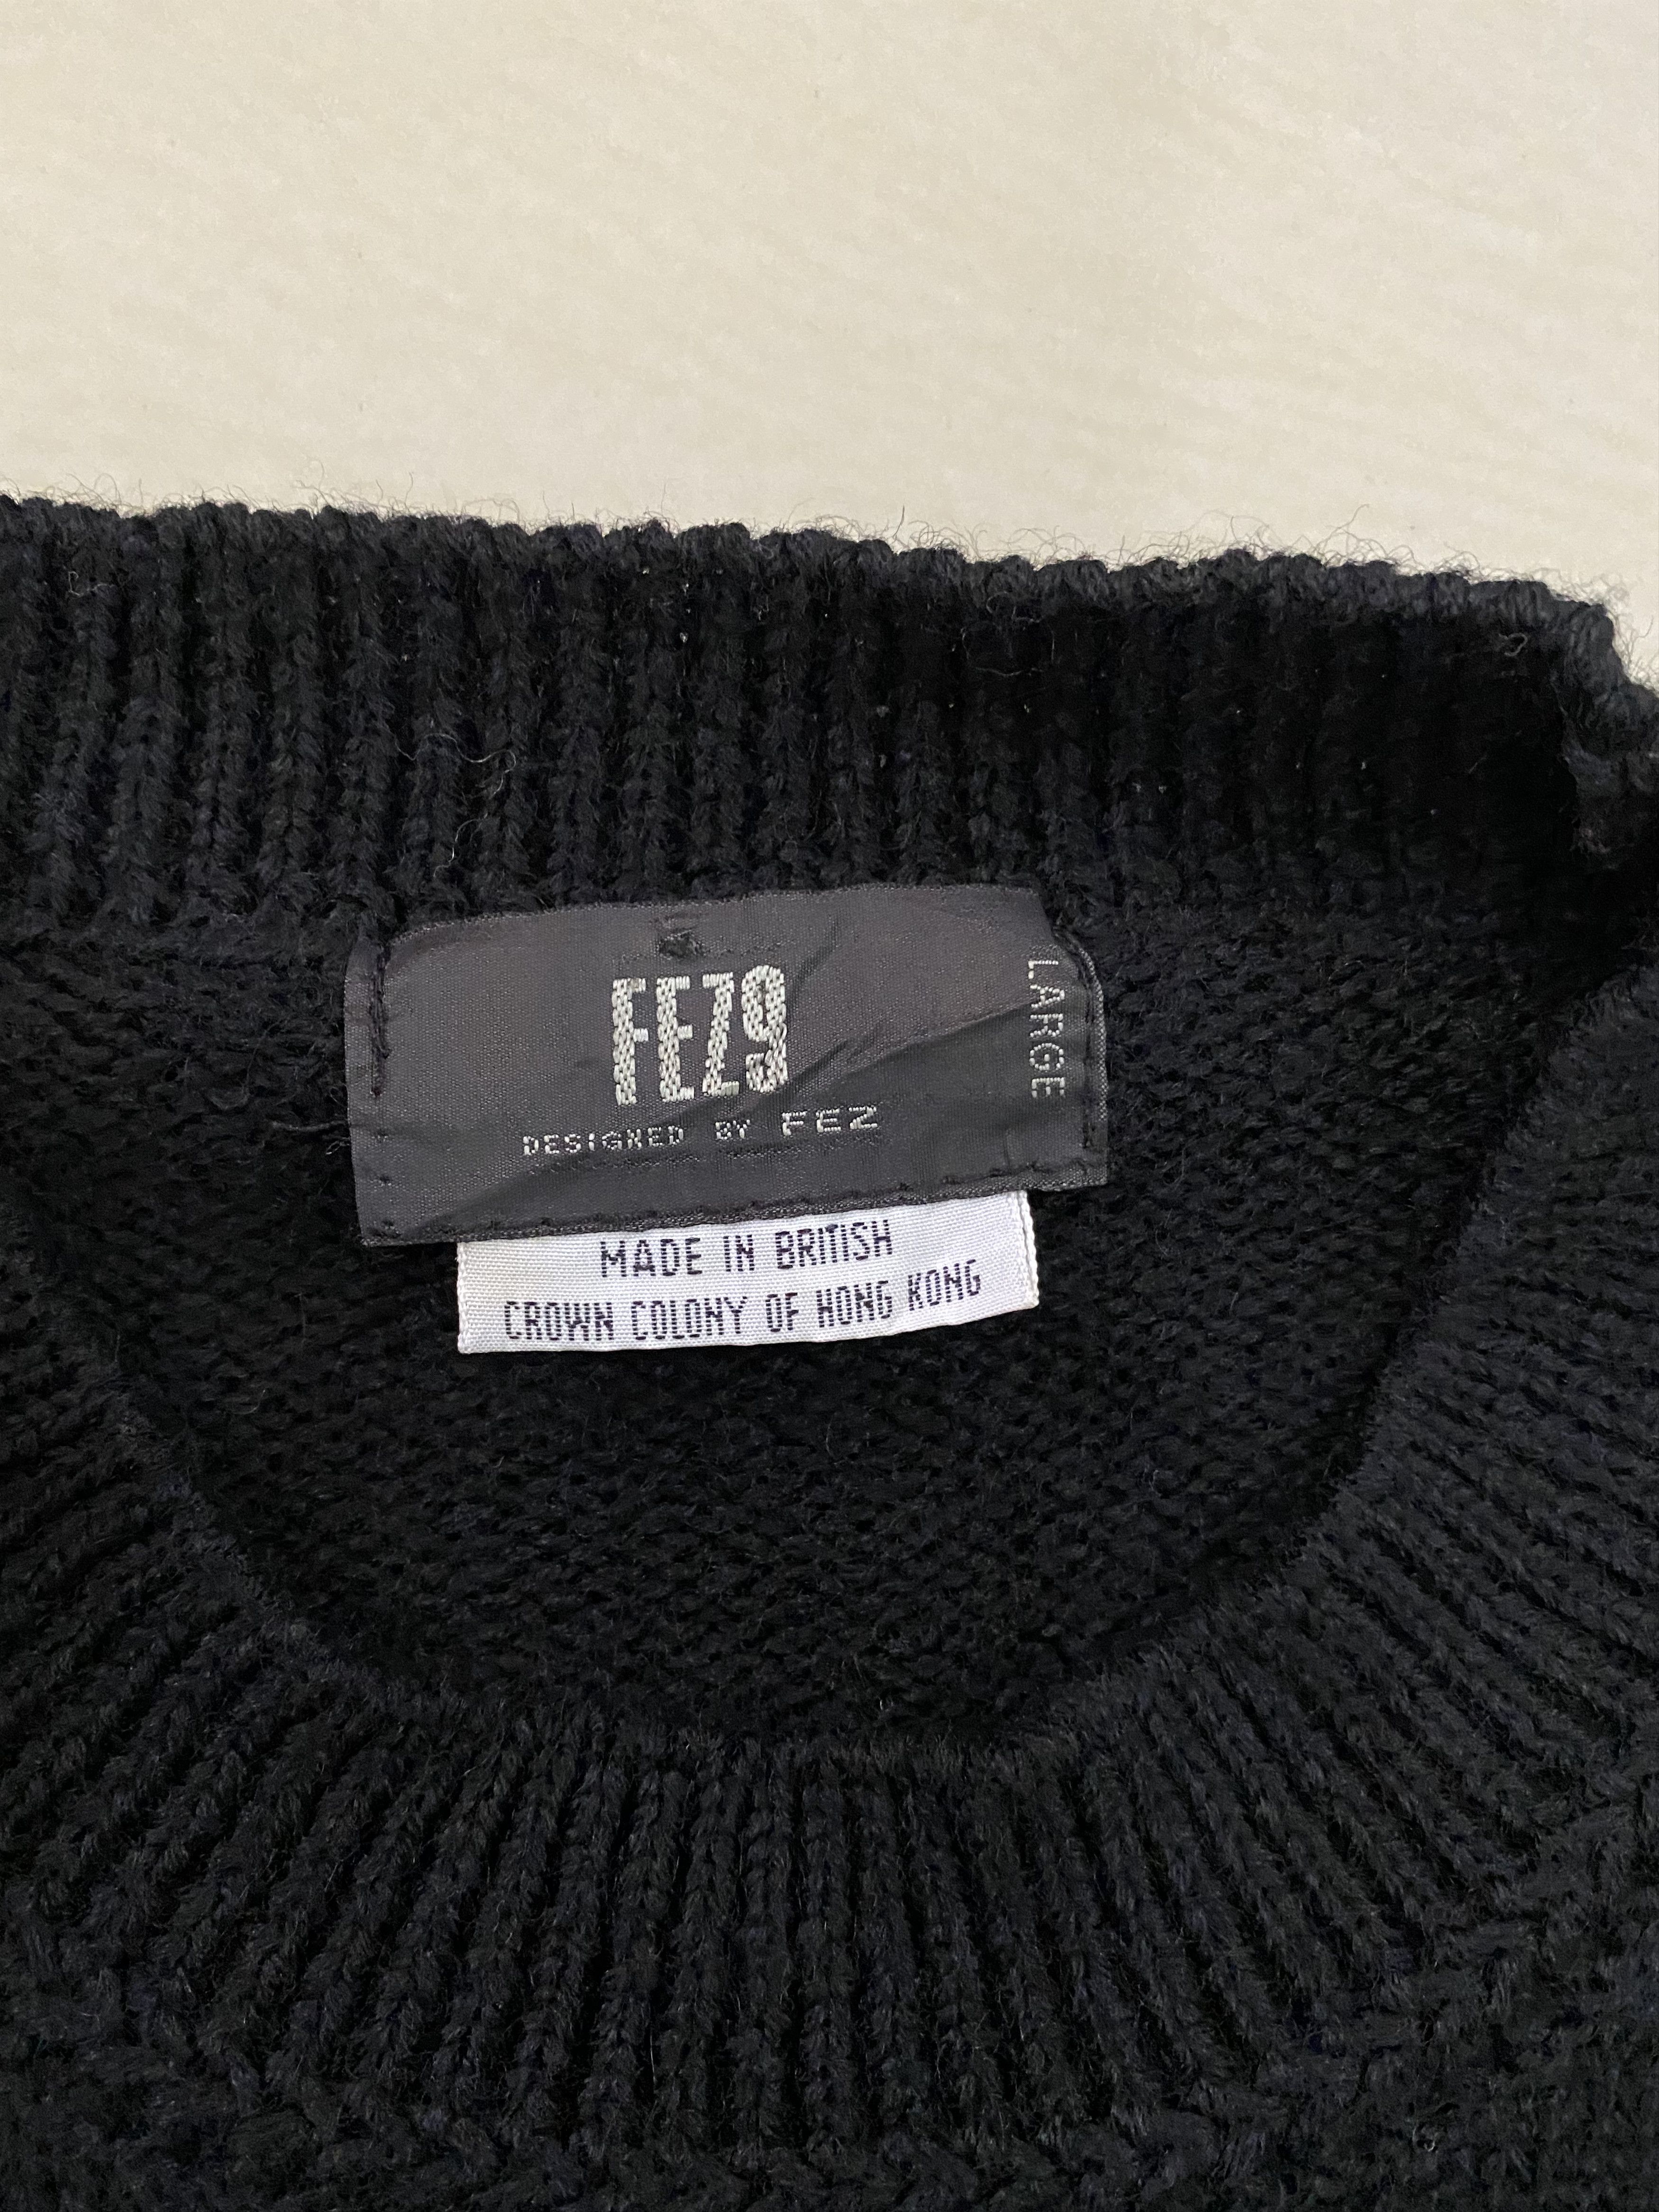 FEZ9
DESIGNED BY FEZ
LARGE
MADE IN BRITISH
CROWN COLONY OF HONG KONG